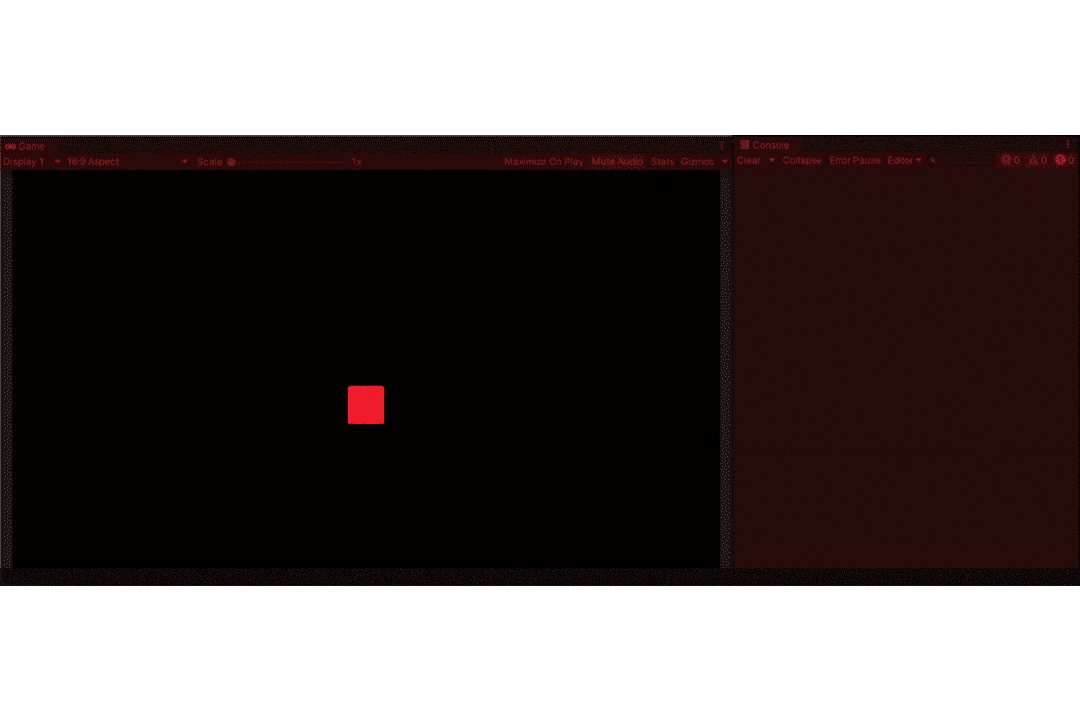 Game
Display 1 16:9 Aspect Scale 1x Maximize On Play Mute Audio Stats Gizmos
Console
Clear Collapse Error Pause Editor 0 0 0